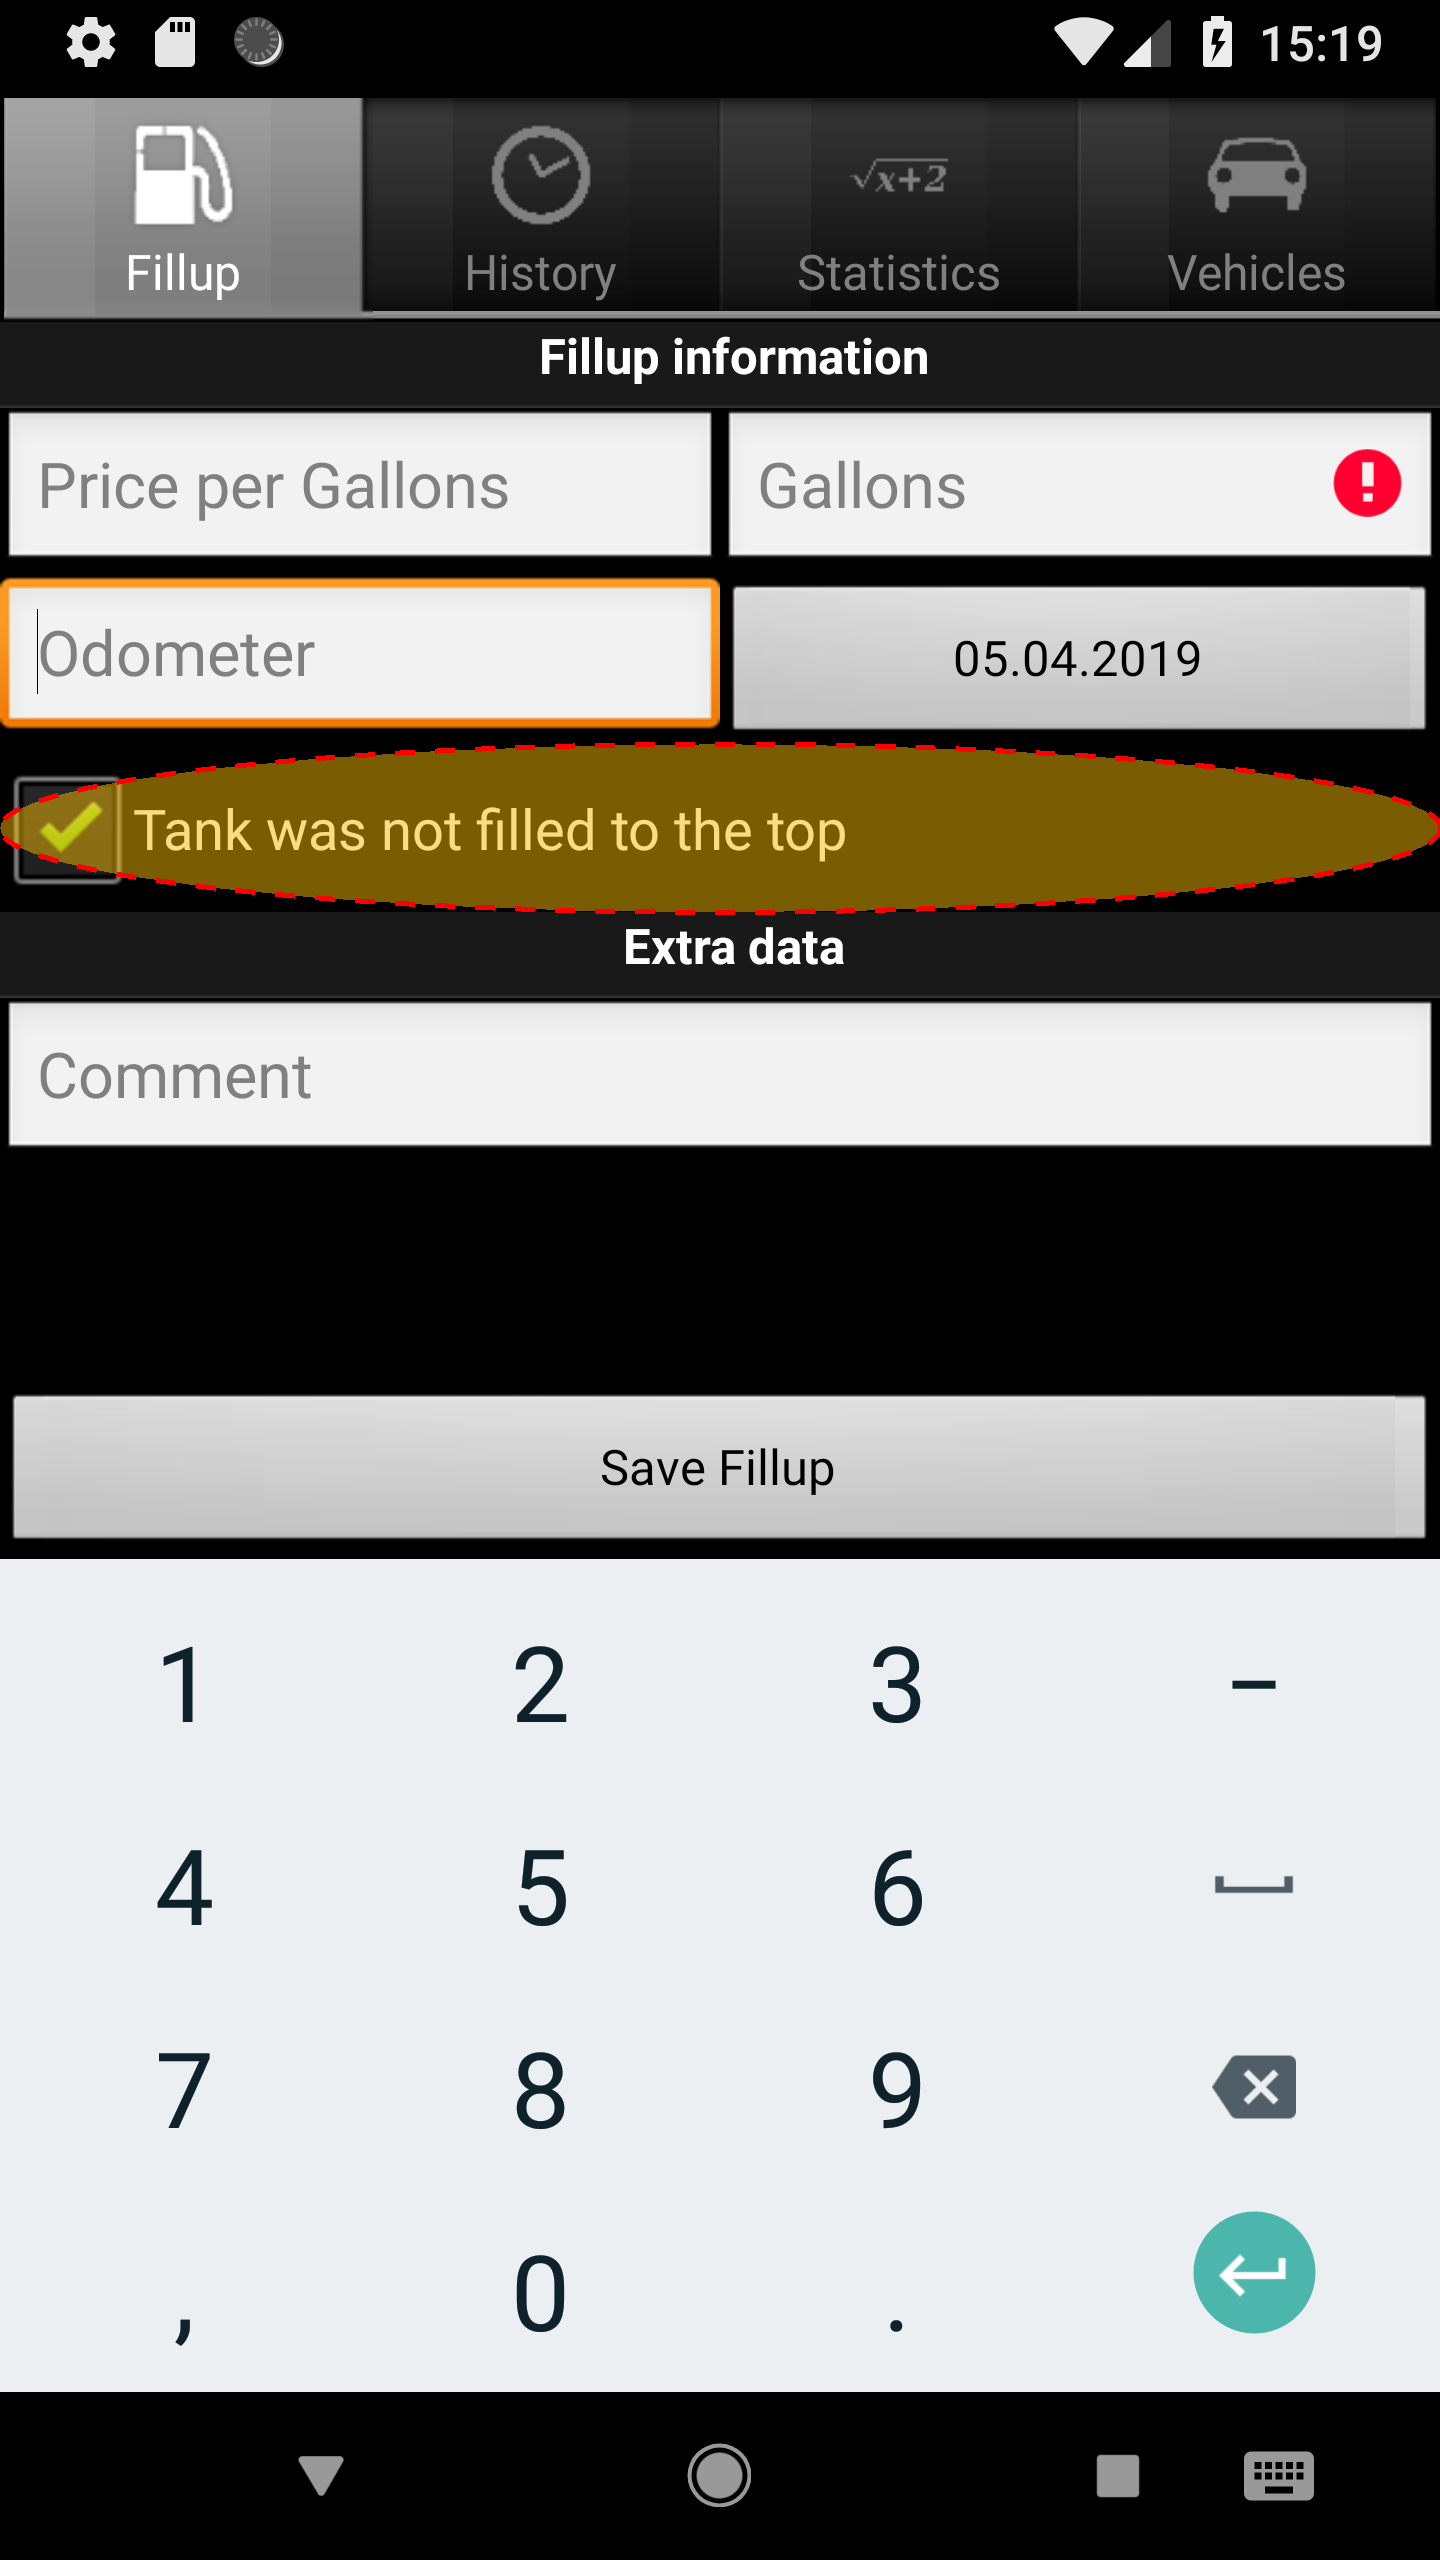 15:19
Fillup
History
√x+2
Statistics
Vehicles
Fillup information
Price per Gallons
Gallons
Odometer
05.04.2019
Tank was not filled to the top
Extra data
Comment
Save Fillup
1 2 3 –
4 5 6
7 8 9
, 0 .